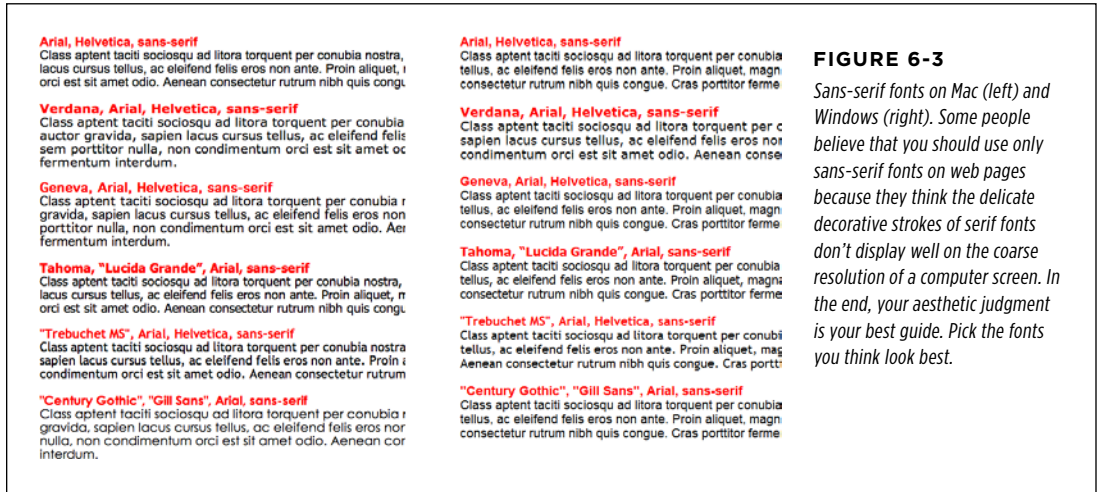 Arial, Helvetica, sans-serif
Class aptent taciti sociosqu ad litora torquent per conubia nostra,
lacus cursus tellus, ac eleifend felis eros non ante. Proin aliquet,
orci est sit amet odio. Aenean consectetur rutrum nibh quis congu
Verdana, Arial, Helvetica, sans-serif
Class aptent taciti sociosqu ad litora torquent per conubia
auctor gravida, sapien lacus cursus tellus, ac eleifend felis
sem porttitor nulla, non condimentum orci est sit amet oc
fermentum interdum.
Geneva, Arial, Helvetica, sans-serif
Class aptent taciti sociosqu ad litora torquent per conubia
gravida, sapien lacus cursus tellus, ac eleifend felis eros non
porttitor nulla, non condimentum orci est sit amet odio. Aer
fermentum interdum.
Tahoma, "Lucida Grande", Arial, sans-serif
Class aptent taciti sociosqu ad litora torquent per conubia nostra,
lacus cursus tellus, ac eleifend felis eros non ante. Proin aliquet, m
orci est sit amet odio. Aenean consectetur rutrum nibh quis congu
"Trebuchet MS", Arial, Helvetica, sans-serif
Class aptent taciti sociosqu ad litora torquent per conubia nostra
sapien lacus cursus tellus, ac eleifend felis eros non ante. Proin a
condimentum orci est sit amet odio. Aenean consectetur rutrum
"Century Gothic", "Gill Sans", Arial, sans-serif
Class aptent taciti sociosqu ad litora torquent per conubia
gravida, sapien lacus cursus tellus, ac eleifend felis eros nor
nulla, non condimentum orci est sit amet odio. Aenean cor
interdum.
Arial, Helvetica, sans-serif
Class aptent taciti sociosqu ad litora torquent per conubia
tellus, ac eleifend felis eros non ante. Proin aliquet, magn
consectetur rutrum nibh quis congue. Cras porttitor ferme
Verdana, Arial, Helvetica, sans-serif
Class aptent taciti sociosqu ad litora torquent per c
sapien lacus cursus tellus, ac eleifend felis eros non
condimentum orci est sit amet odio. Aenean conse
Geneva, Arial, Helvetica, sans-serif
Class aptent taciti sociosqu ad litora torquent per conubia
tellus, ac eleifend felis eros non ante. Proin aliquet, magn
consectetur rutrum nibh quis congue. Cras porttitor ferme
Tahoma, "Lucida Grande", Arial, sans-serif
Class aptent taciti sociosqu ad litora torquent per conubia
tellus, ac eleifend felis eros non ante. Proin aliquet, magna
consectetur rutrum nibh quis congue. Cras porttitor ferme
"Trebuchet MS", Arial, Helvetica, sans-serif
Class aptent taciti sociosqu ad litora torquent per conubi
tellus, ac eleifend felis eros non ante. Proin aliquet, mag
Aenean consectetur rutrum nibh quis congue. Cras portt
"Century Gothic", "Gill Sans", Arial, sans-serif
Class aptent taciti sociosqu ad litora torquent per conubia
tellus, ac eleifend felis eros non ante. Proin aliquet, magn
consectetur rutrum nibh quis congue. Cras porttitor ferme
FIGURE 6-3
Sans-serif fonts on Mac (left) and
Windows (right). Some people
believe that you should use only
sans-serif fonts on web pages
because they think the delicate
decorative strokes of serif fonts
don't display well on the coarse
resolution of a computer screen. In
the end, your aesthetic judgment
is your best guide. Pick the fonts
you think look best.